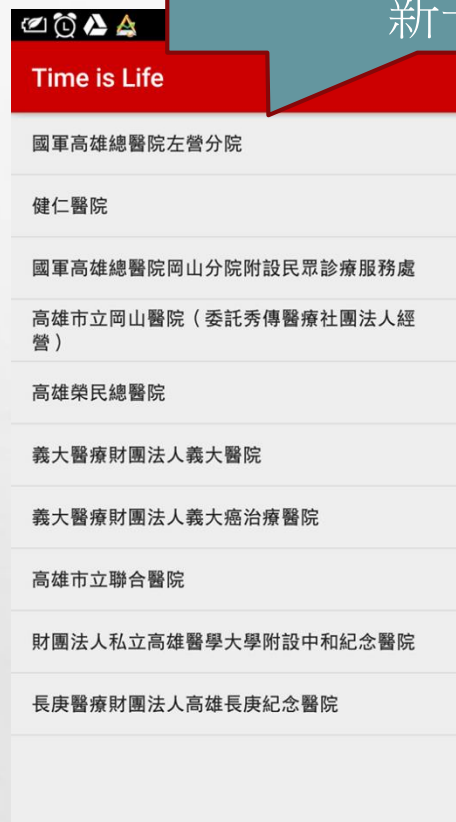 新
Time is Life
國軍高雄總醫院左營分院
健仁醫院
國軍高雄總醫院岡山分院附設民眾診療服務處
高雄市立岡山醫院（委託秀傳醫療社團法人經
營）
高雄榮民總醫院
義大醫療財團法人義大醫院
義大醫療財團法人義大癌治療醫院
高雄市立聯合醫院
財團法人私立高雄醫學大學附設中和紀念醫院
長庚醫療財團法人高雄長庚紀念醫院